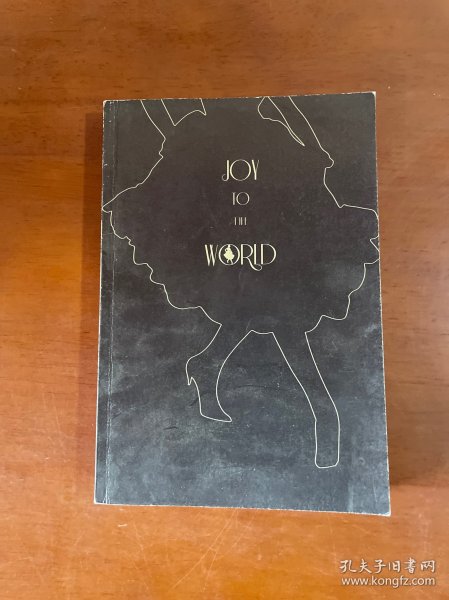 JOY
TO
THE
WORLD
孔夫子旧书网
www.kongfz.com